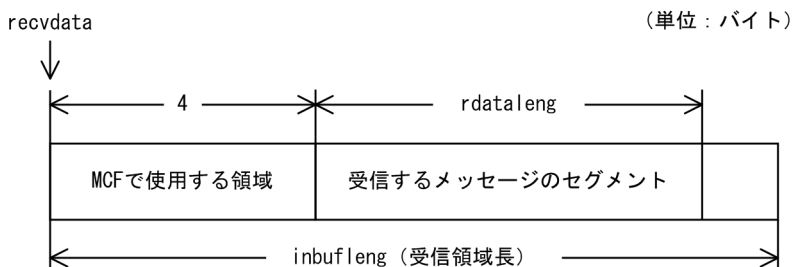 recvdata
(単位：バイト)
4
rdataleng
MCFで使用する領域
受信するメッセージのセグメント
inbufleng（受信領域長）